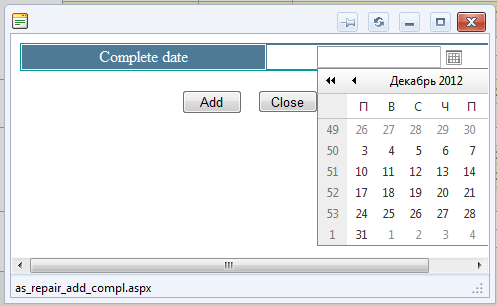 Complete date
Декабрь 2012
П В С Ч П
49 26 27 28 29 30
50 3 4 5 6 7
51 10 11 12 13 14
52 17 18 19 20 21
53 24 25 26 27 28
1 31 1 2 3 4
Add Close
as_repair_add_compl.aspx